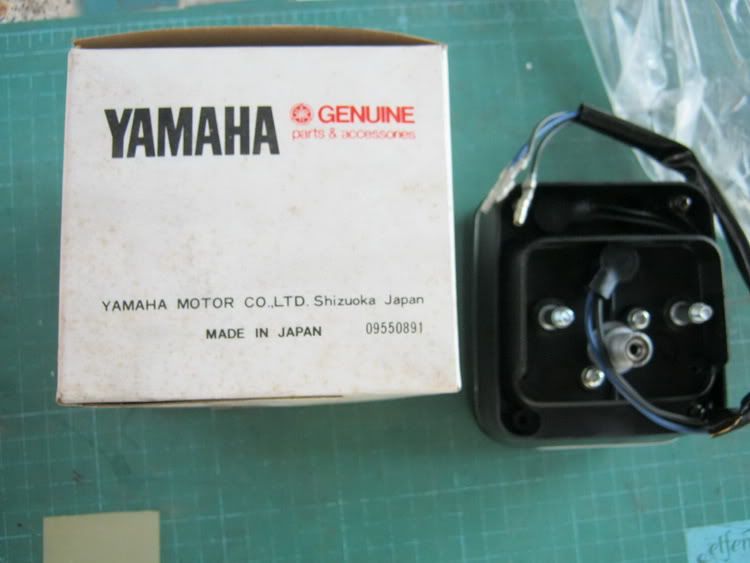 YAMAHA GENUINE
parts & accessories
YAMAHA MOTOR CO.,LTD. Shizuoka Japan
MADE IN JAPAN 09550891